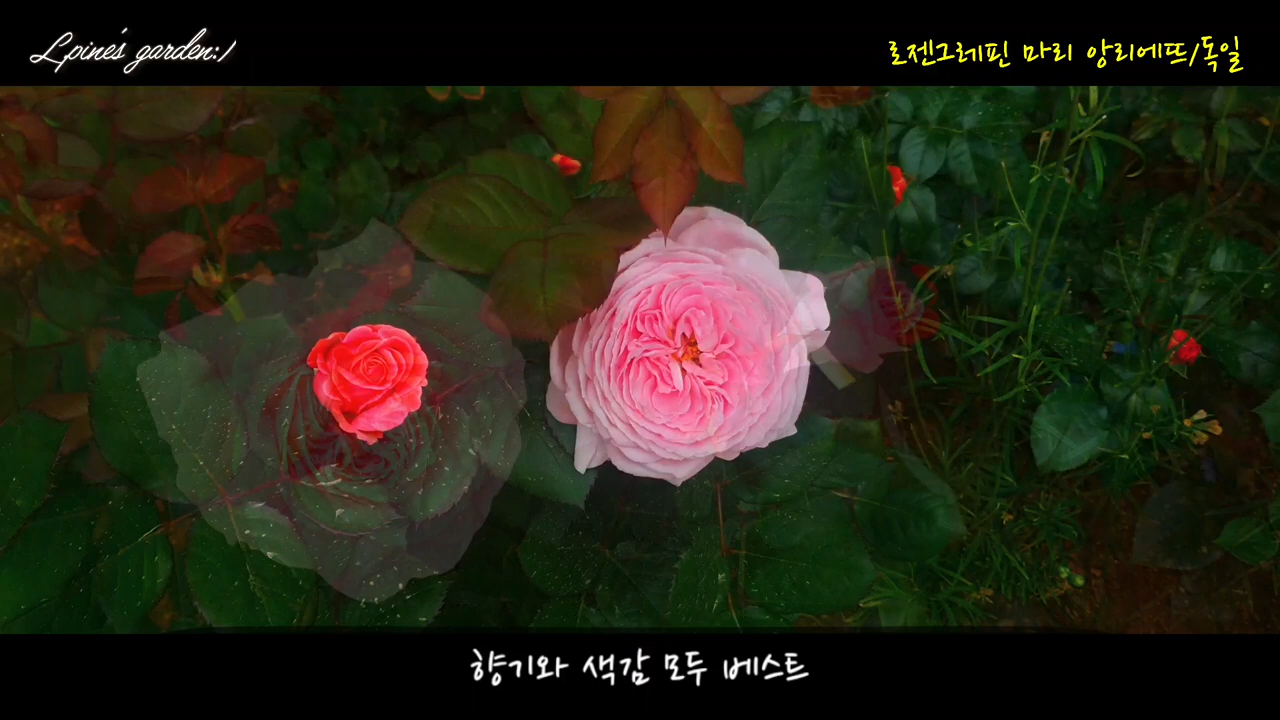 Lpine's garden:)
로젠그레핀 마리 앙리에뜨/독일
향기와 색감 모두 베스트